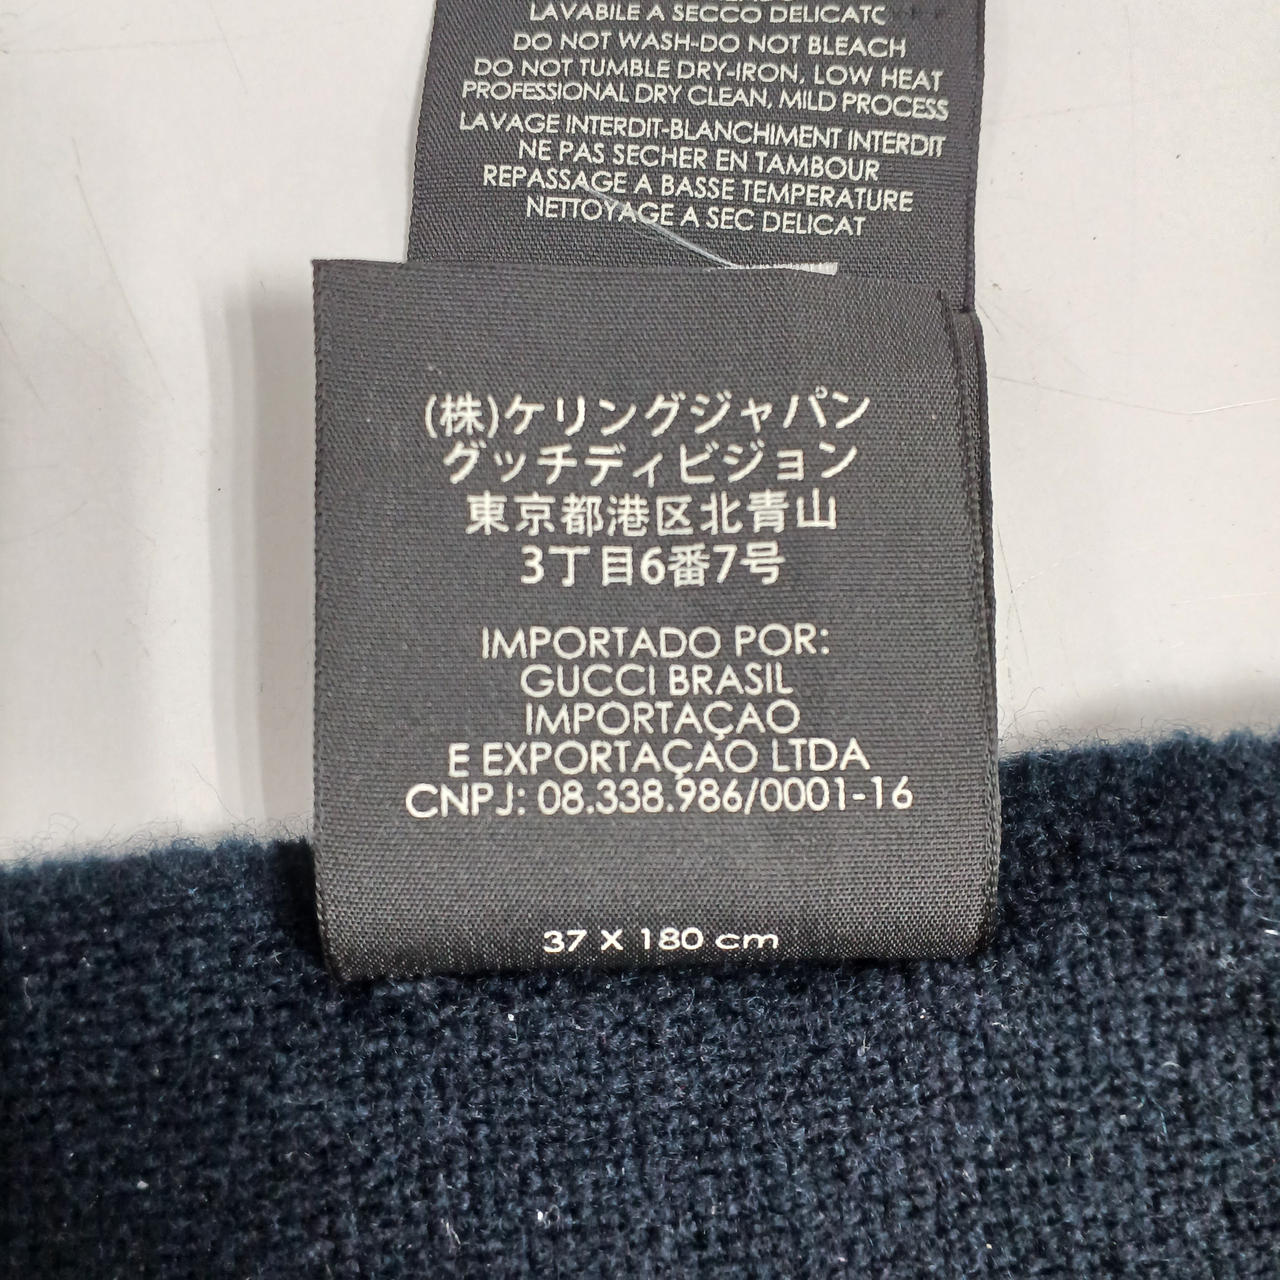 LAVABILE A SECCO DELICATO
DO NOT WASH-DO NOT BLEACH
DO NOT TUMBLE DRY-IRON, LOW HEAT
PROFESSIONAL DRY CLEAN, MILD PROCESS
LAVAGE INTERDIT-BLANCHIMENT INTERDIT
NE PAS SECHER EN TAMBOUR
REPASSAGE A BASSE TEMPERATURE
NETTOYAGE A SEC DELICAT
(株)ケリングジャパン
グッチディビジョン
東京都港区北青山
3丁目6番7号
IMPORTADO POR:
GUCCI BRASIL
IMPORTAÇAO
E EXPORTAÇAO LTDA
CNPJ: 08.338.986/0001-16
37 X 180 cm